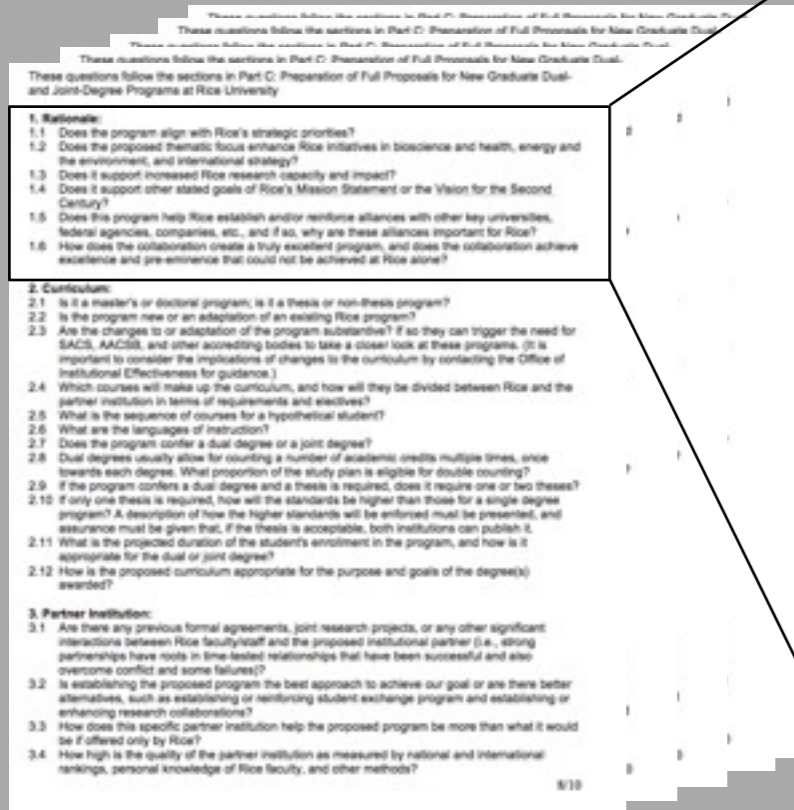 These questions follow the sections in Part C: Preparation of Full Proposals for New Graduate Dual-
These questions follow the sections in Part C: Preparation of Full Proposals for New Graduate Dual-
These questions follow the sections in Part C: Preparation of Full Proposals for New Graduate Dual-
These questions follow the sections in Part C: Preparation of Full Proposals for New Graduate Dual-
These questions follow the sections in Part C: Preparation of Full Proposals for New Graduate Dual-
and Joint-Degree Programs at Rice University
1. Rationale:
1.1 Does the program align with Rice's strategic priorities?
1.2 Does the proposed thematic focus enhance Rice initiatives in bioscience and health, energy and
the environment, and international strategy?
1.3 Does it support increased Rice research capacity and impact?
1.4 Does it support other stated goals of Rice's Mission Statement or the Vision for the Second
Century?
1.5 Does this program help Rice establish and/or reinforce alliances with other key universities,
federal agencies, companies, etc., and if so, why are these alliances important for Rice?
1.6 How does the collaboration create a truly excellent program, and does the collaboration achieve
excellence and pre-eminence that could not be achieved at Rice alone?
2. Curriculum:
2.1 Is it a master's or doctoral program; is it a thesis or non-thesis program?
2.2 Is the program new or an adaptation of an existing Rice program?
2.3 Are the changes to or adaptation of the program substantive? If so they can trigger the need for
SACS, AACSB, and other accrediting bodies to take a closer look at these programs. (It is
important to consider the implications of changes to the curriculum by contacting the Office of
Institutional Effectiveness for guidance.)
2.4 Which courses will make up the curriculum, and how will they be divided between Rice and the
partner institution in terms of requirements and electives?
2.5 What is the sequence of courses for a hypothetical student?
2.6 What are the languages of instruction?
2.7 Does the program confer a dual degree or a joint degree?
2.8 Dual degrees usually allow for counting a number of academic credits multiple times, once
towards each degree. What proportion of the study plan is eligible for double counting?
2.9 If the program confers a dual degree and a thesis is required, does it require one or two theses?
2.10 If only one thesis is required, how will the standards be higher than those for a single degree
program? A description of how the higher standards will be enforced must be presented, and
assurance must be given that, if the thesis is acceptable, both institutions can publish it.
2.11 What is the projected duration of the student's enrollment in the program, and how is it
appropriate for the dual or joint degree?
2.12 How is the proposed curriculum appropriate for the purpose and goals of the degree(s)
awarded?
3. Partner Institution:
3.1 Are there any previous formal agreements, joint research projects, or any other significant
interactions between Rice faculty/staff and the proposed institutional partner (i.e., strong
partnerships have roots in time-tested relationships that have been successful and also
overcome conflict and some failures)?
3.2 Is establishing the proposed program the best approach to achieve our goal or are there better
alternatives, such as establishing or reinforcing student exchange program and establishing or
enhancing research collaborations?
3.3 How does this specific partner institution help the proposed program be more than what it would
be if offered only by Rice?
3.4 How high is the quality of the partner institution as measured by national and international
rankings, personal knowledge of Rice faculty, and other methods?
8/10